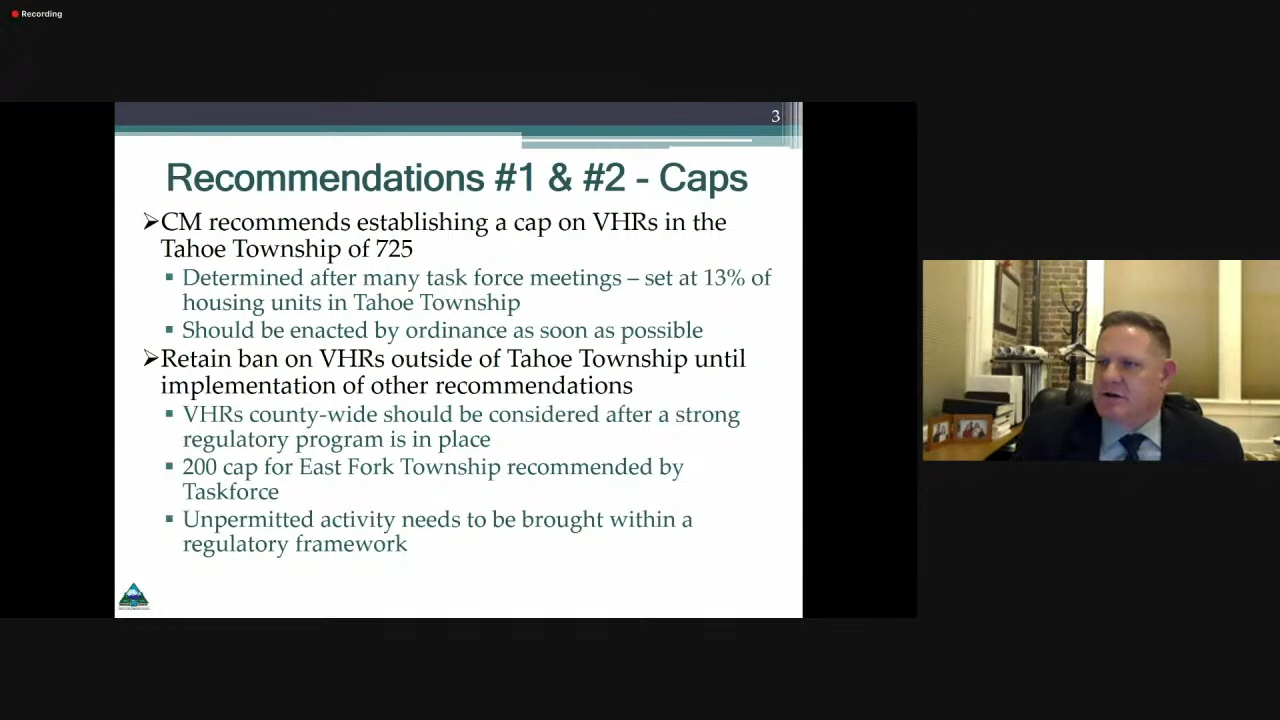 Recording
3
Recommendations #1 & #2 - Caps
➢CM recommends establishing a cap on VHRs in the
Tahoe Township of 725
▪ Determined after many task force meetings – set at 13% of
housing units in Tahoe Township
▪ Should be enacted by ordinance as soon as possible
➢Retain ban on VHRs outside of Tahoe Township until
implementation of other recommendations
▪ VHRs county-wide should be considered after a strong
regulatory program is in place
▪ 200 cap for East Fork Township recommended by
Taskforce
▪ Unpermitted activity needs to be brought within a
regulatory framework